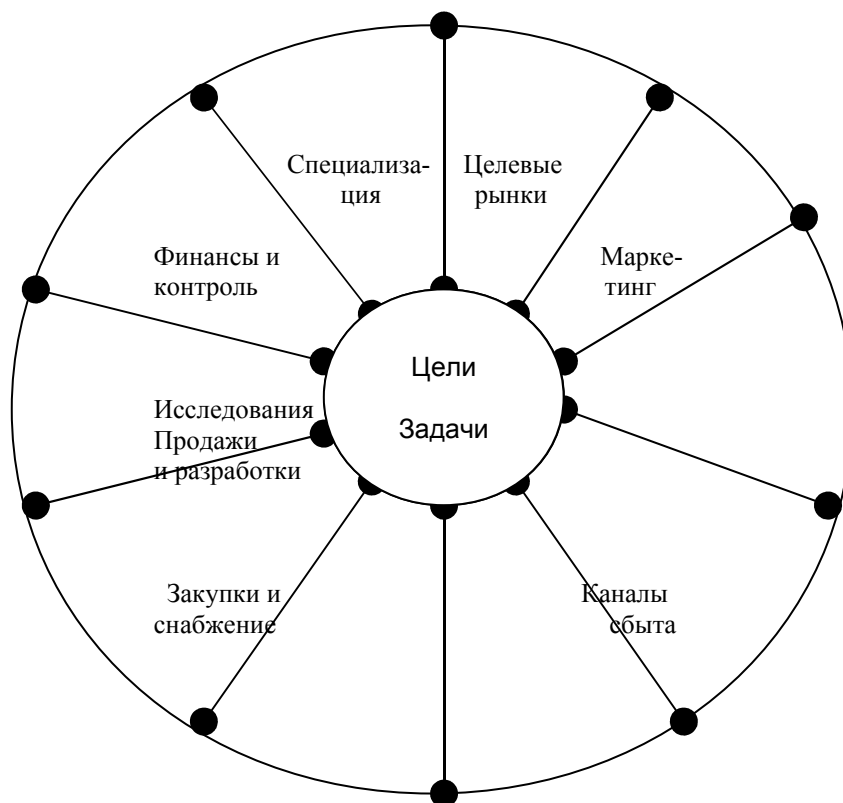 Специализа-
ция
Целевые
рынки
Финансы и
контроль
Марке-
тинг
Цели
Задачи
Исследования
Продажи
и разработки
Закупки и
снабжение
Каналы
сбыта